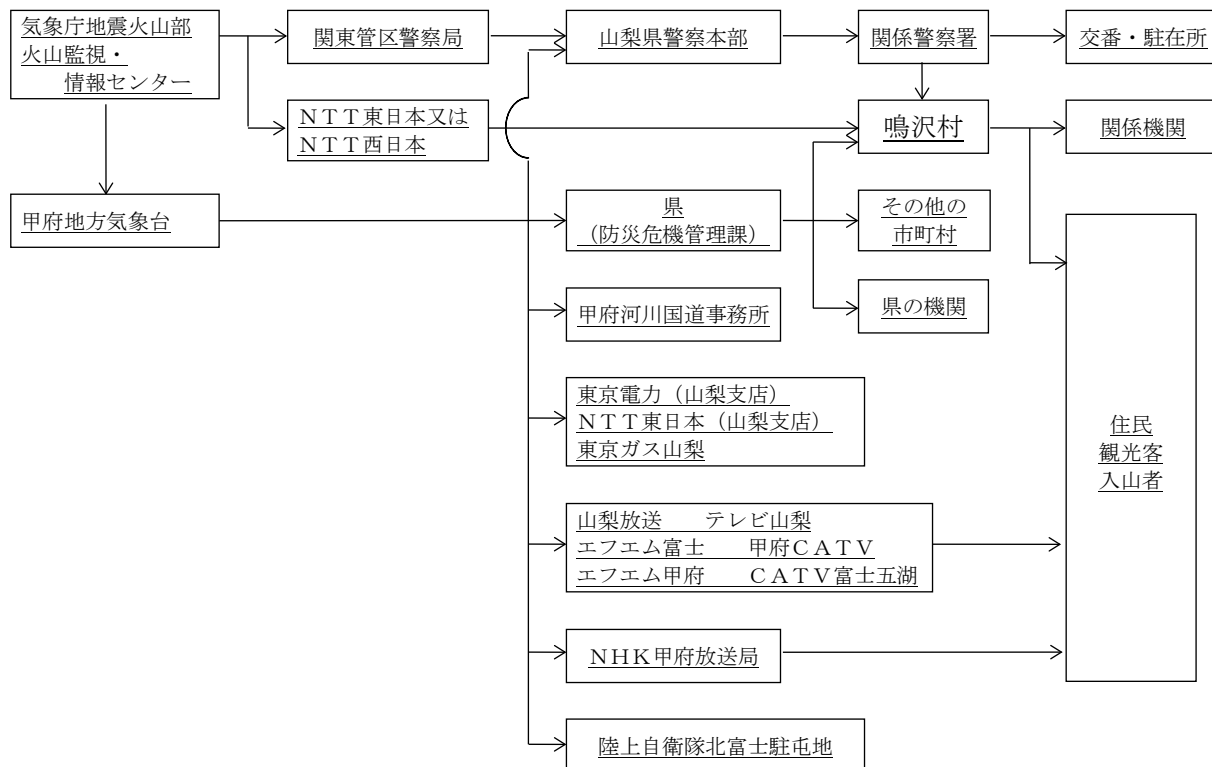 気象庁地震火山部
火山監視・
情報センター
関東管区警察局
山梨県警察本部
関係警察署
交番・駐在所
ＮＴＴ東日本又は
ＮＴＴ西日本
鳴沢村
関係機関
甲府地方気象台
県
（防災危機管理課）
その他の
市町村
甲府河川国道事務所
県の機関
東京電力（山梨支店）
ＮＴＴ東日本（山梨支店）
東京ガス山梨
住民
観光客
入山者
山梨放送　　テレビ山梨
エフエム富士　　甲府ＣＡＴＶ
エフエム甲府　　ＣＡＴＶ富士五湖
ＮＨＫ甲府放送局
陸上自衛隊北富士駐屯地